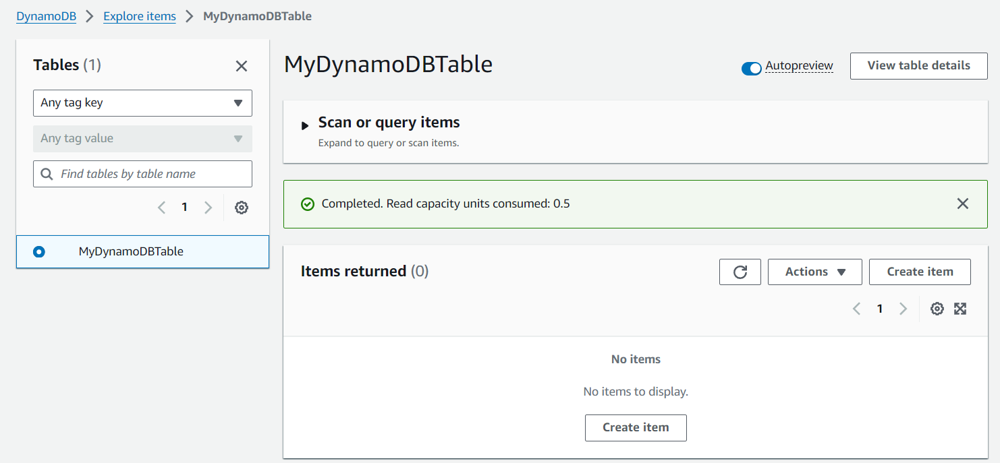 DynamoDB > Explore items > MyDynamoDBTable
Tables (1)
Any tag key
Any tag value
Find tables by table name
1
MyDynamoDBTable
MyDynamoDBTable
Autopreview
View table details
Scan or query items
Expand to query or scan items.
Completed. Read capacity units consumed: 0.5
Items returned (0)
Actions
Create item
1
No items
No items to display.
Create item